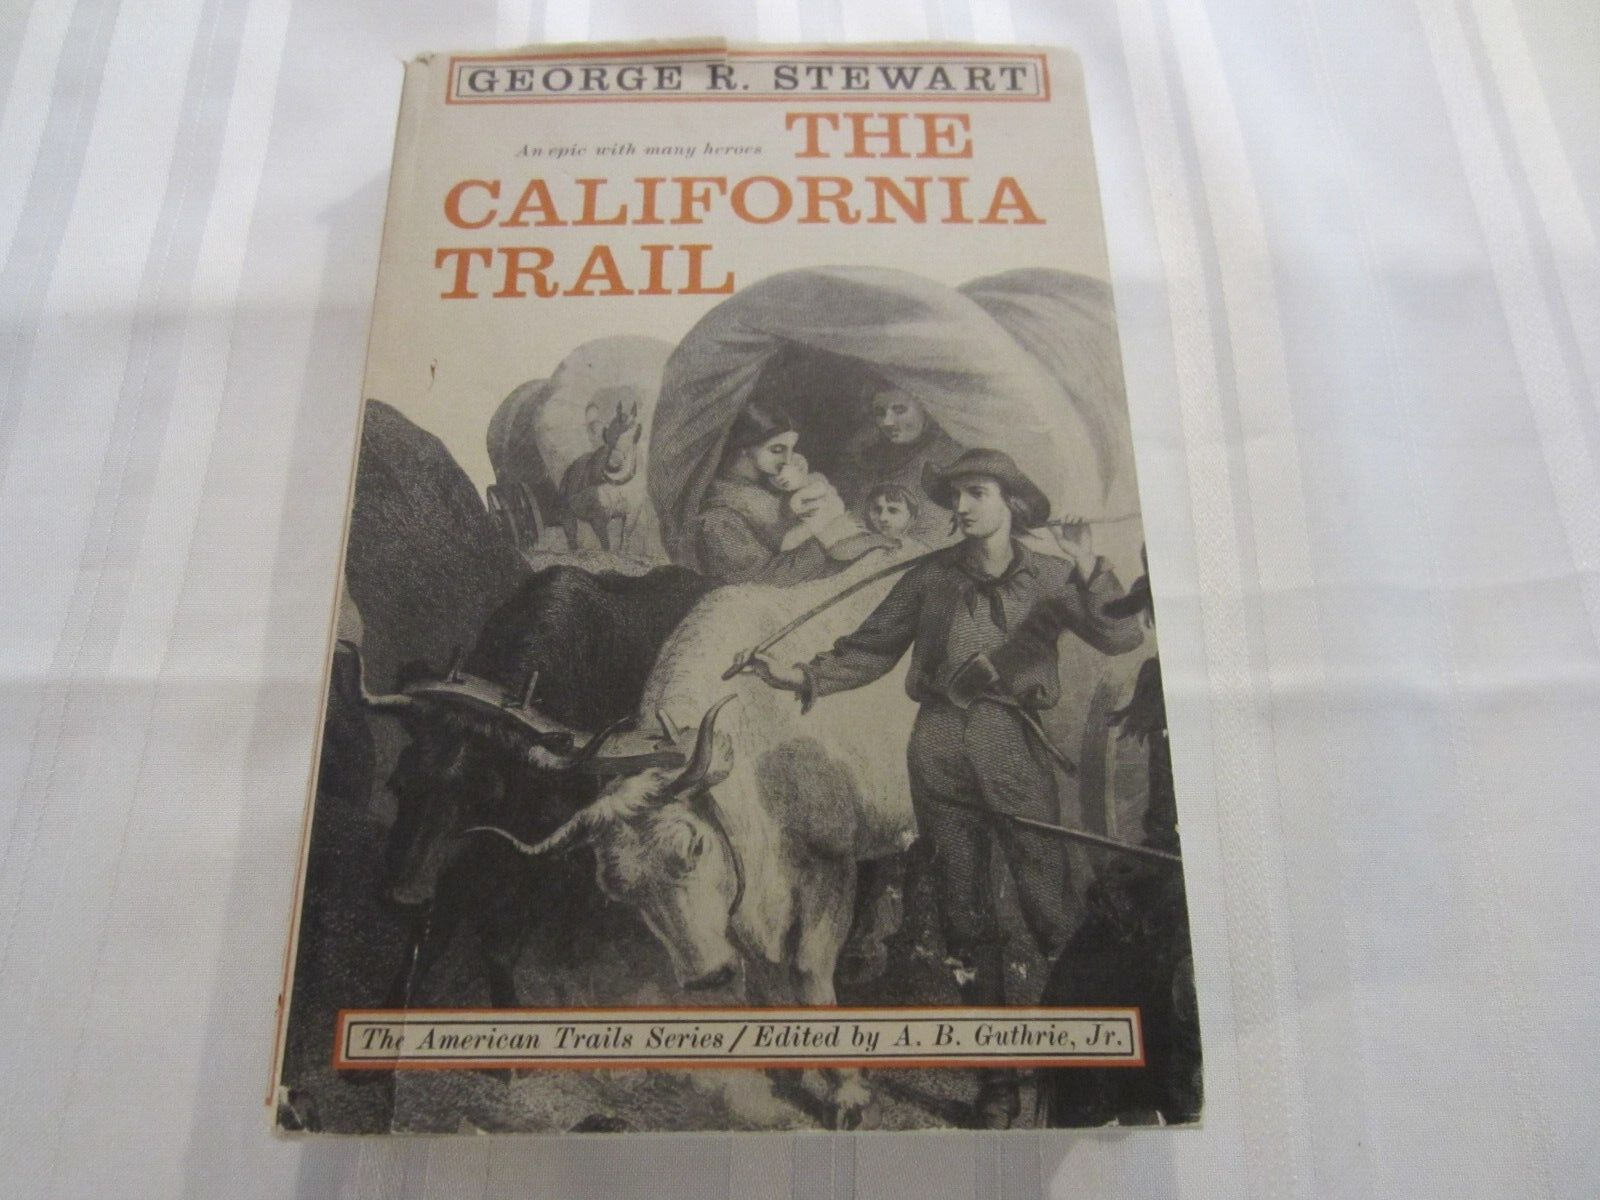 GEORGE R. STEWART
An epic with many heroes THE
CALIFORNIA
TRAIL
The American Trails Series / Edited by A. B. Guthrie, Jr.